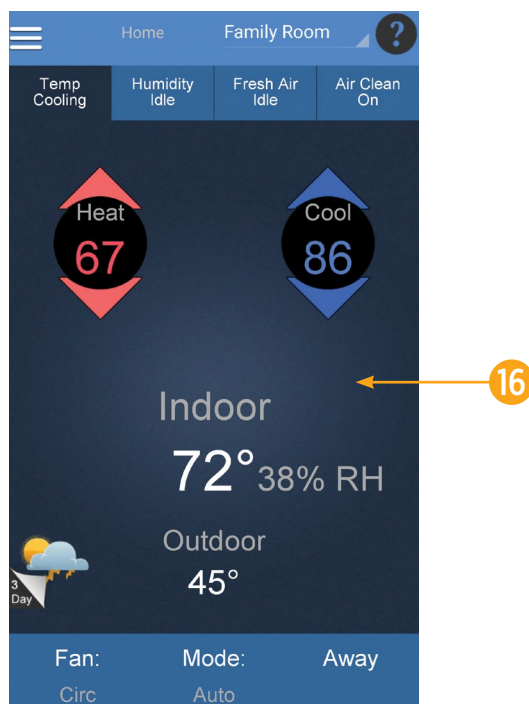 Home
Family Room
?
Temp
Cooling
Humidity
Idle
Fresh Air
Idle
Air Clean
On
Heat
67
Cool
86
16
Indoor
72° 38% RH
Outdoor
45°
3
Day
Fan:
Mode:
Away
Circ
Auto